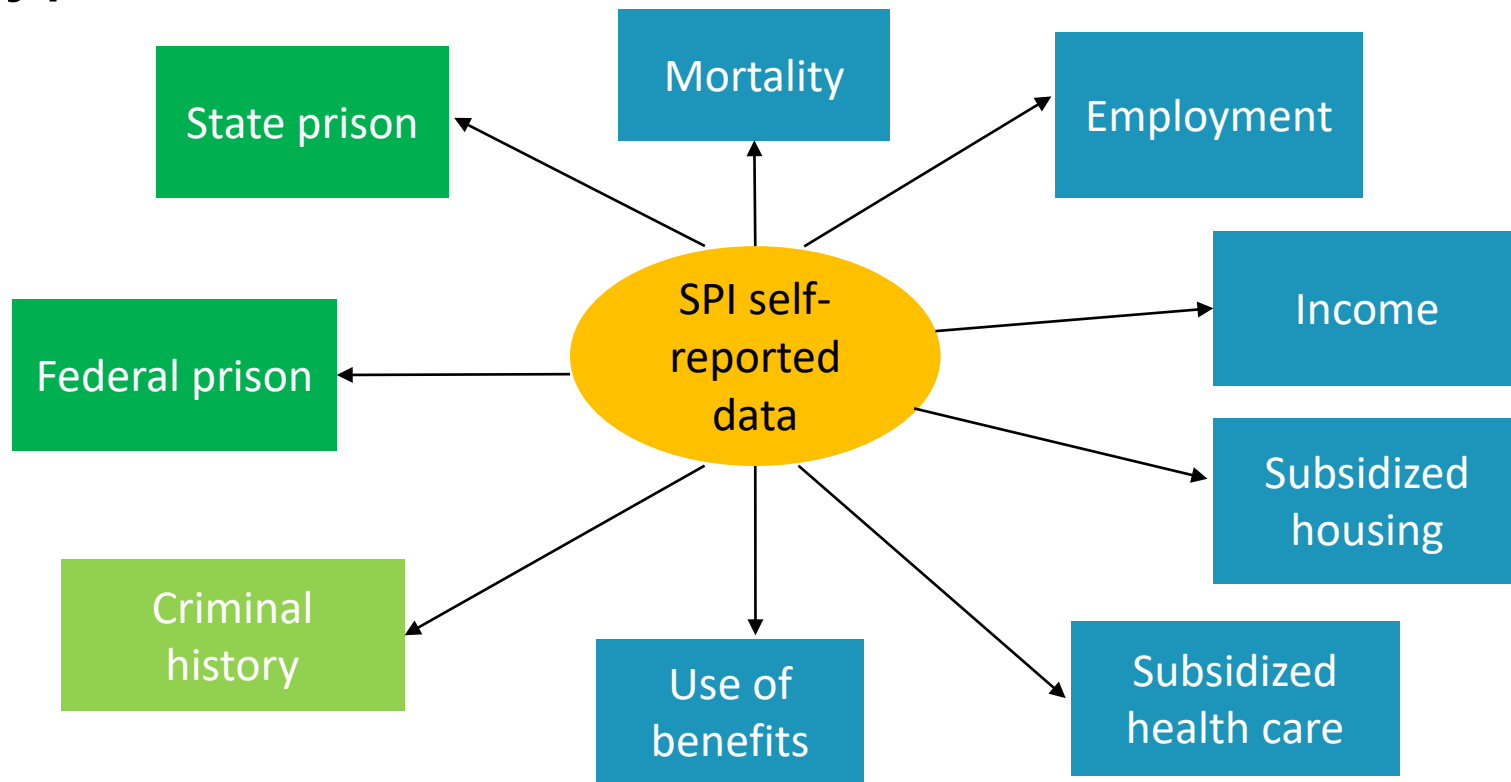 State prison
Mortality
Employment
SPI self-
reported
data
Income
Federal prison
Subsidized
housing
Criminal
history
Use of
benefits
Subsidized
health care